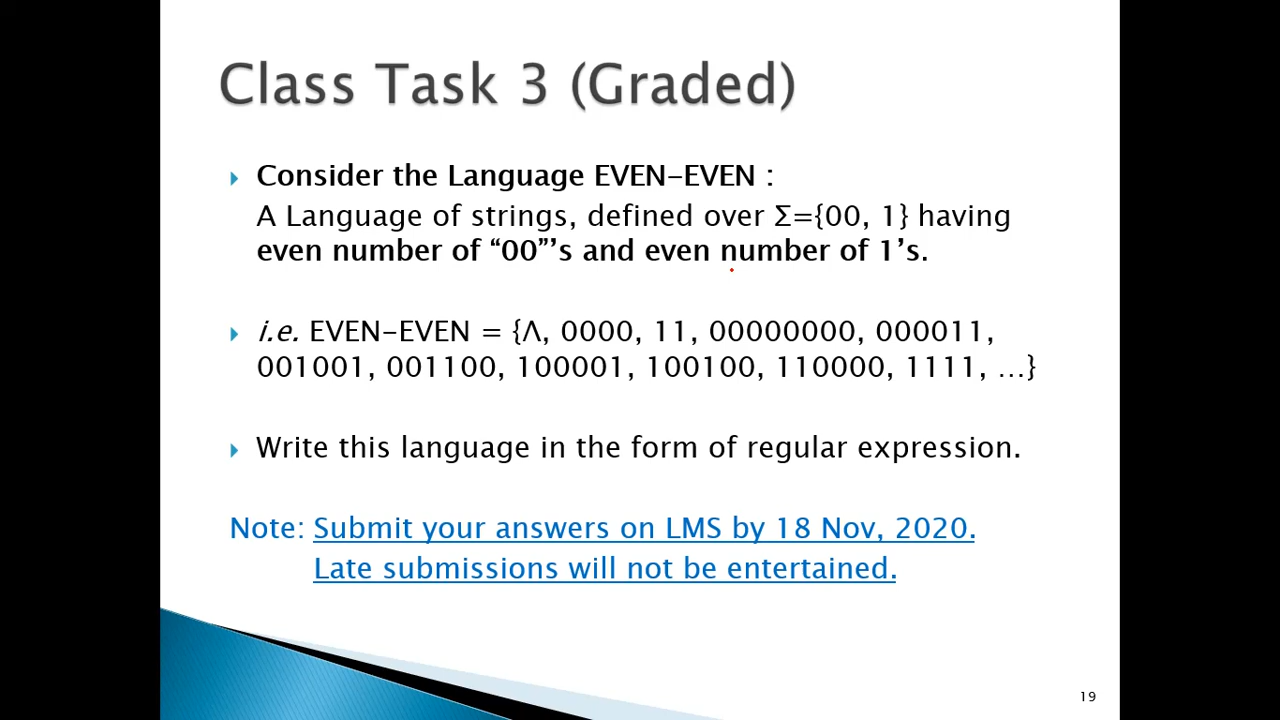 Class Task 3 (Graded)
Consider the Language EVEN-EVEN :
A Language of strings, defined over Σ={00, 1} having
even number of “00”’s and even number of 1’s.
i.e. EVEN-EVEN = {Λ, 0000, 11, 00000000, 000011,
001001, 001100, 100001, 100100, 110000, 1111, …}
Write this language in the form of regular expression.
Note: Submit your answers on LMS by 18 Nov, 2020.
Late submissions will not be entertained.
19